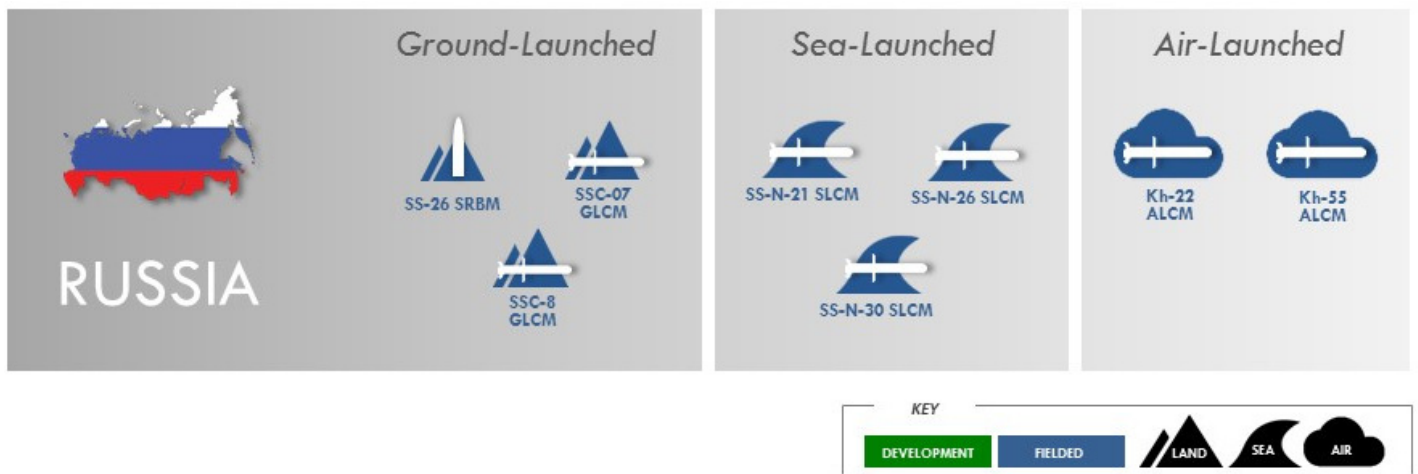 RUSSIA
Ground-Launched
SS-26 SRBM
SSC-07
GLCM
SSC-8
GLCM
Sea-Launched
SS-N-21 SLCM
SS-N-26 SLCM
SS-N-30 SLCM
Air-Launched
Kh-22
ALCM
Kh-55
ALCM
KEY
DEVELOPMENT
FIELDED
LAND
SEA
AIR